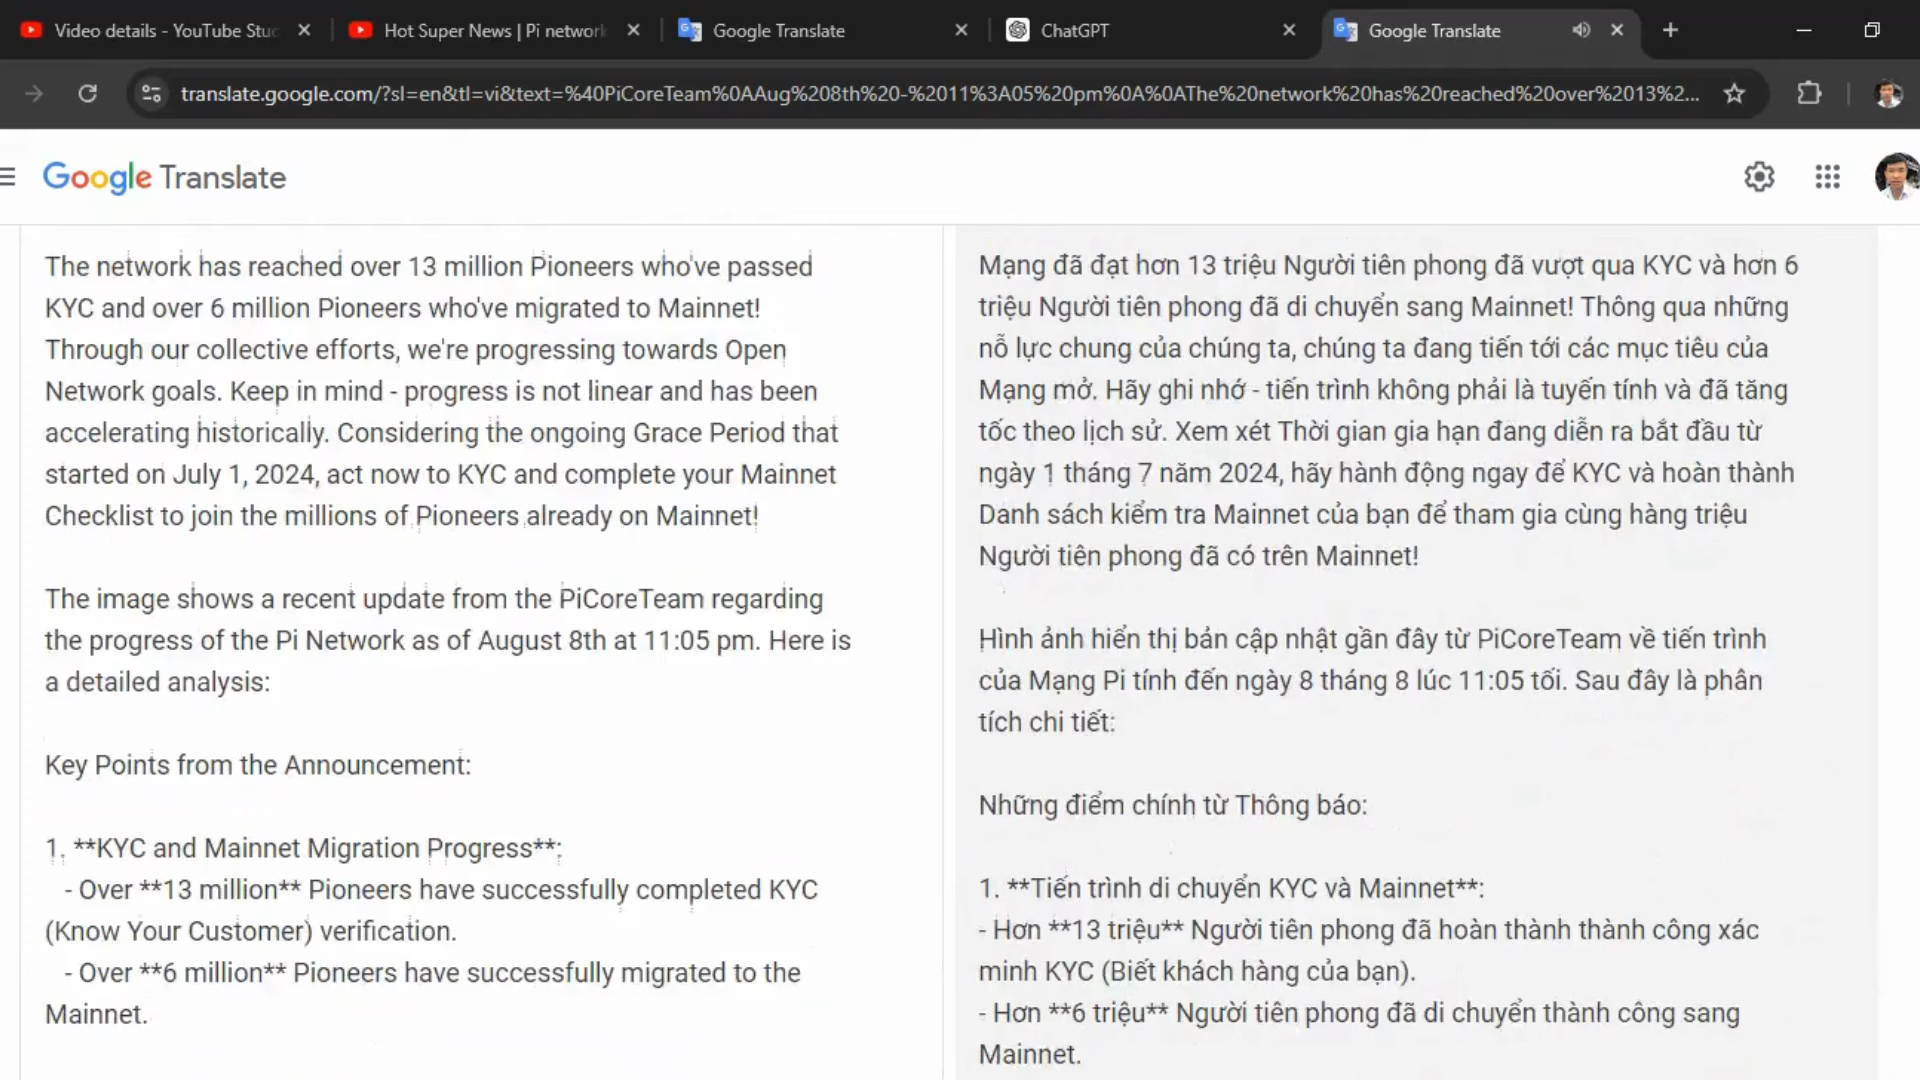 Video details - YouTube Stu
Hot Super News | Pi network
Google Translate
ChatGPT
Google Translate
translate.google.com/?sl=en&tl=vi&text=%40PiCoreTeam%0AAug%208th%20-%2011%3A05%20pm%0A%0AThe%20network%20has%20reached%20over%2013%2...
Google Translate
The network has reached over 13 million Pioneers who've passed
KYC and over 6 million Pioneers who've migrated to Mainnet!
Through our collective efforts, we're progressing towards Open
Network goals. Keep in mind - progress is not linear and has been
accelerating historically. Considering the ongoing Grace Period that
started on July 1, 2024, act now to KYC and complete your Mainnet
Checklist to join the millions of Pioneers already on Mainnet!
The image shows a recent update from the PiCoreTeam regarding
the progress of the Pi Network as of August 8th at 11:05 pm. Here is
a detailed analysis:
Key Points from the Announcement:
1. **KYC and Mainnet Migration Progress**:
- Over **13 million** Pioneers have successfully completed KYC
(Know Your Customer) verification.
- Over **6 million** Pioneers have successfully migrated to the
Mainnet.
Mạng đã đạt hơn 13 triệu Người tiên phong đã vượt qua KYC và hơn 6
triệu Người tiên phong đã di chuyển sang Mainnet! Thông qua những
nỗ lực chung của chúng ta, chúng ta đang tiến tới các mục tiêu của
Mạng mở. Hãy ghi nhớ - tiến trình không phải là tuyến tính và đã tăng
tốc theo lịch sử. Xem xét Thời gian gia hạn đang diễn ra bắt đầu từ
ngày 1 tháng 7 năm 2024, hãy hành động ngay để KYC và hoàn thành
Danh sách kiểm tra Mainnet của bạn để tham gia cùng hàng triệu
Người tiên phong đã có trên Mainnet!
Hình ảnh hiển thị bản cập nhật gần đây từ PiCoreTeam về tiến trình
của Mạng Pi tính đến ngày 8 tháng 8 lúc 11:05 tối. Sau đây là phân
tích chi tiết:
Những điểm chính từ Thông báo:
1. **Tiến trình di chuyển KYC và Mainnet**:
- Hơn **13 triệu** Người tiên phong đã hoàn thành thành công xác
minh KYC (Biết khách hàng của bạn).
- Hơn **6 triệu** Người tiên phong đã di chuyển thành công sang
Mainnet.